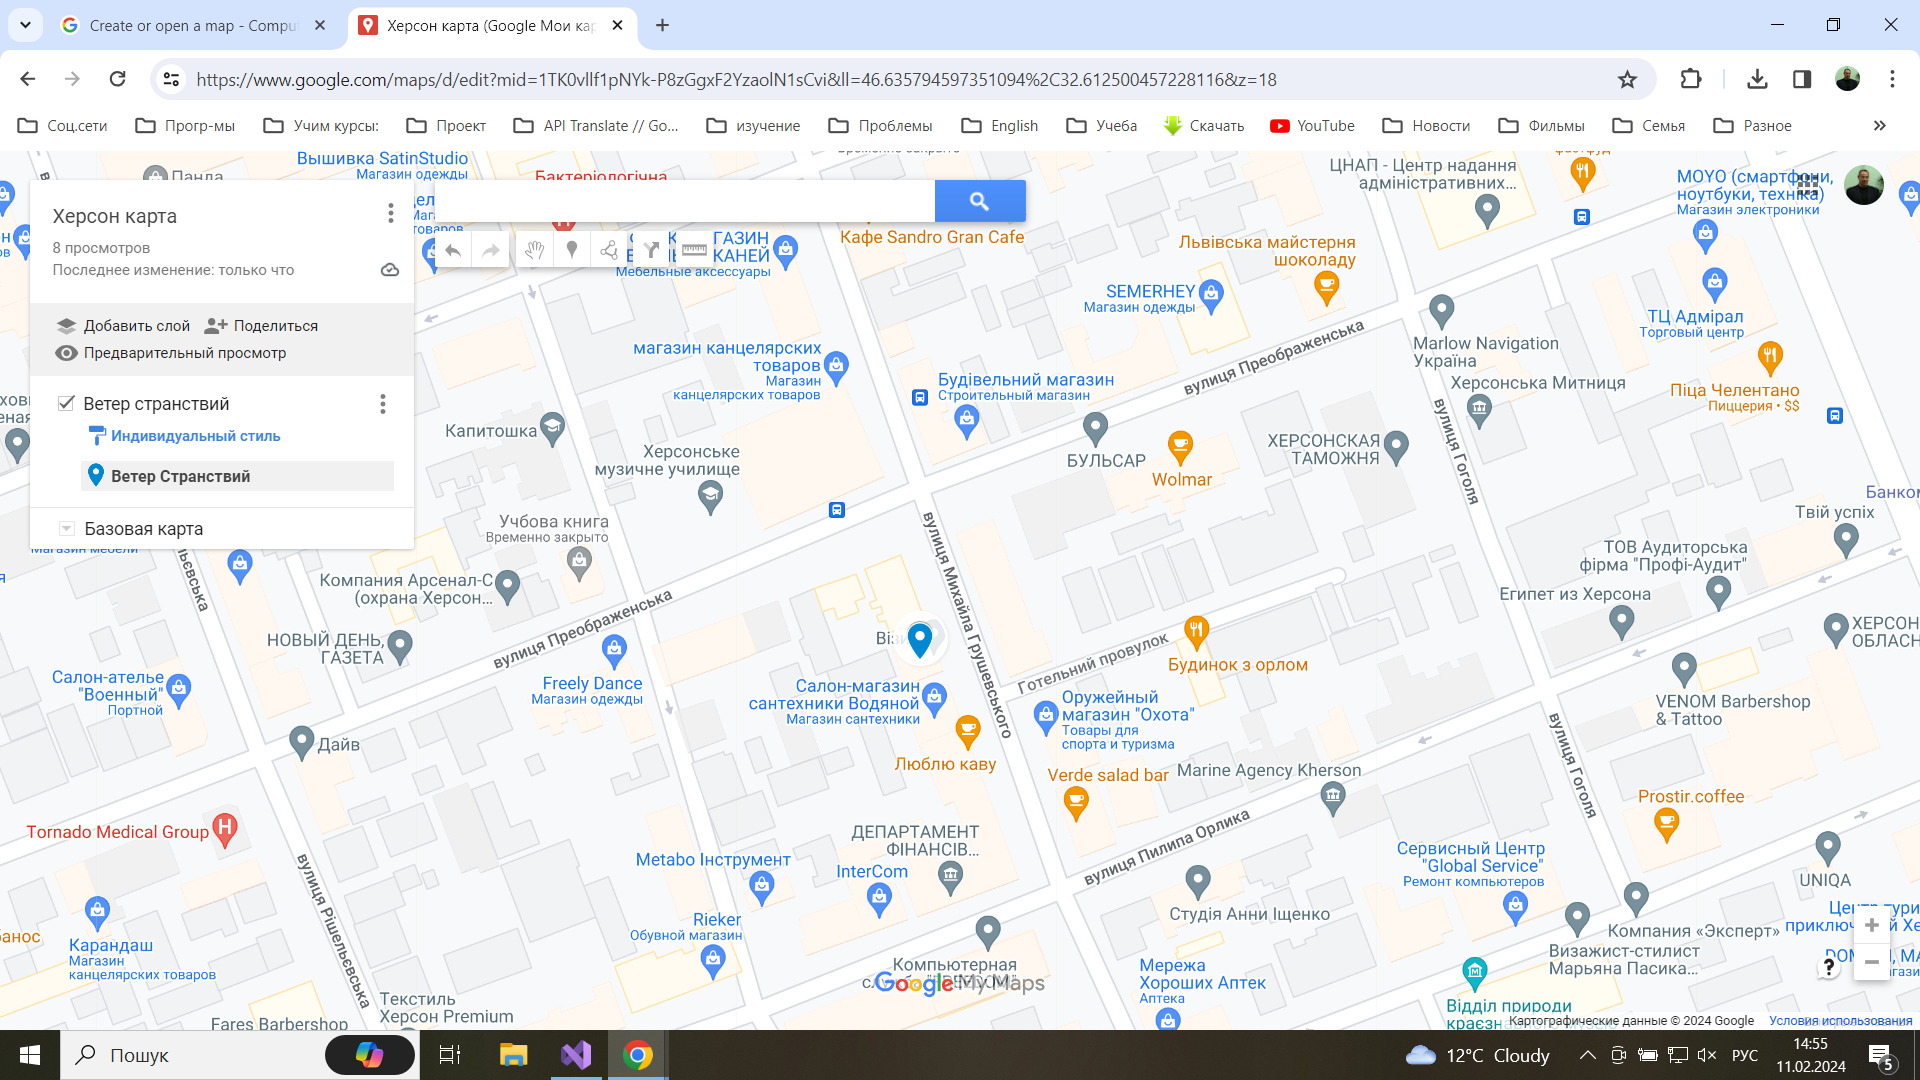 Create or open a map - Compu
Херсон карта (Google Мои кар
https://www.google.com/maps/d/edit?mid=1TK0vllf1pNYk-P8zGgxF2YzaolN1sCvi&ll=46.635794597351094%2C32.612500457228116&z=18
Соц.сети
Прогр-мы
Учим курсы:
Проект
API Translate // Go...
изучение
Проблемы
English
Учеба
Скачать
YouTube
Новости
Фильмы
Семья
Разное
Панда
Вышивка SatinStudio
Магазин одежды
Бактеріологічна
Временно закрыто
ЦНАП - Центр надання
адміністративних...
MOYO (смартфони,
ноутбуки, техніка)
Магазин электроники
Херсон карта
8 просмотров
Последнее изменение: только что
Добавить слой
Поделиться
Предварительный просмотр
Ветер странствий
Индивидуальный стиль
Ветер Странствий
Базовая карта
Мебельные аксессуары
Кафе Sandro Gran Cafe
Львівська майстерня
шоколаду
SEMERHEY
Магазин одежды
ТЦ Адмірал
Торговый центр
вулиця Преображенська
Marlow Navigation
Україна
магазин канцелярских
товаров
Магазин
канцелярских товаров
Будівельний магазин
Строительный магазин
Херсонська Митниця
Піца Челентано
Пиццерия • $$
Капитошка
Херсонське
музичне училище
БУЛЬСАР
Wolmar
ХЕРСОНСКАЯ
ТАМОЖНЯ
вулиця Гоголя
Банком
Твій успіх
Учбова книга
Временно закрыто
вулиця Михайла Грушевського
ТОВ Аудиторська
фірма "Профі-Аудит"
Магазин мебели
Компания Арсенал-С
(охрана Херсон...
Египет из Херсона
вулиця Преображенська
НОВЫЙ ДЕНЬ,
ГАЗЕТА
Готельний провулок
Будинок з орлом
ХЕРСОН
ОБЛАСН
Салон-ателье
"Военный"
Портной
Freely Dance
Магазин одежды
Салон-магазин
сантехники Водяной
Магазин сантехники
Оружейный
магазин "Охота"
Товары для
спорта и туризма
VENOM Barbershop
& Tattoo
Дайв
Люблю каву
Verde salad bar
Marine Agency Kherson
вулиця Гоголя
Prostir.coffee
Tornado Medical Group
ДЕПАРТАМЕНТ
ФІНАНСІВ...
вулиця Пилипа Орлика
Metabo Інструмент
InterCom
Сервисный Центр
"Global Service"
Ремонт компьютеров
UNIQA
вулиця Рішельєвська
Студія Анни Іщенко
Rieker
Обувной магазин
Компания «Эксперт»
Карандаш
Магазин
канцелярских товаров
Визажист-стилист
Марьяна Пасика...
Компьютерная
Google My Maps
Мережа
Хороших Аптек
Аптека
Текстиль
Херсон Premium
Fares Barbershop
Відділ природи
Картографические данные © 2024 Google
Условия использования
Пошук
12°C Cloudy
РУС
14:55
11.02.2024
5